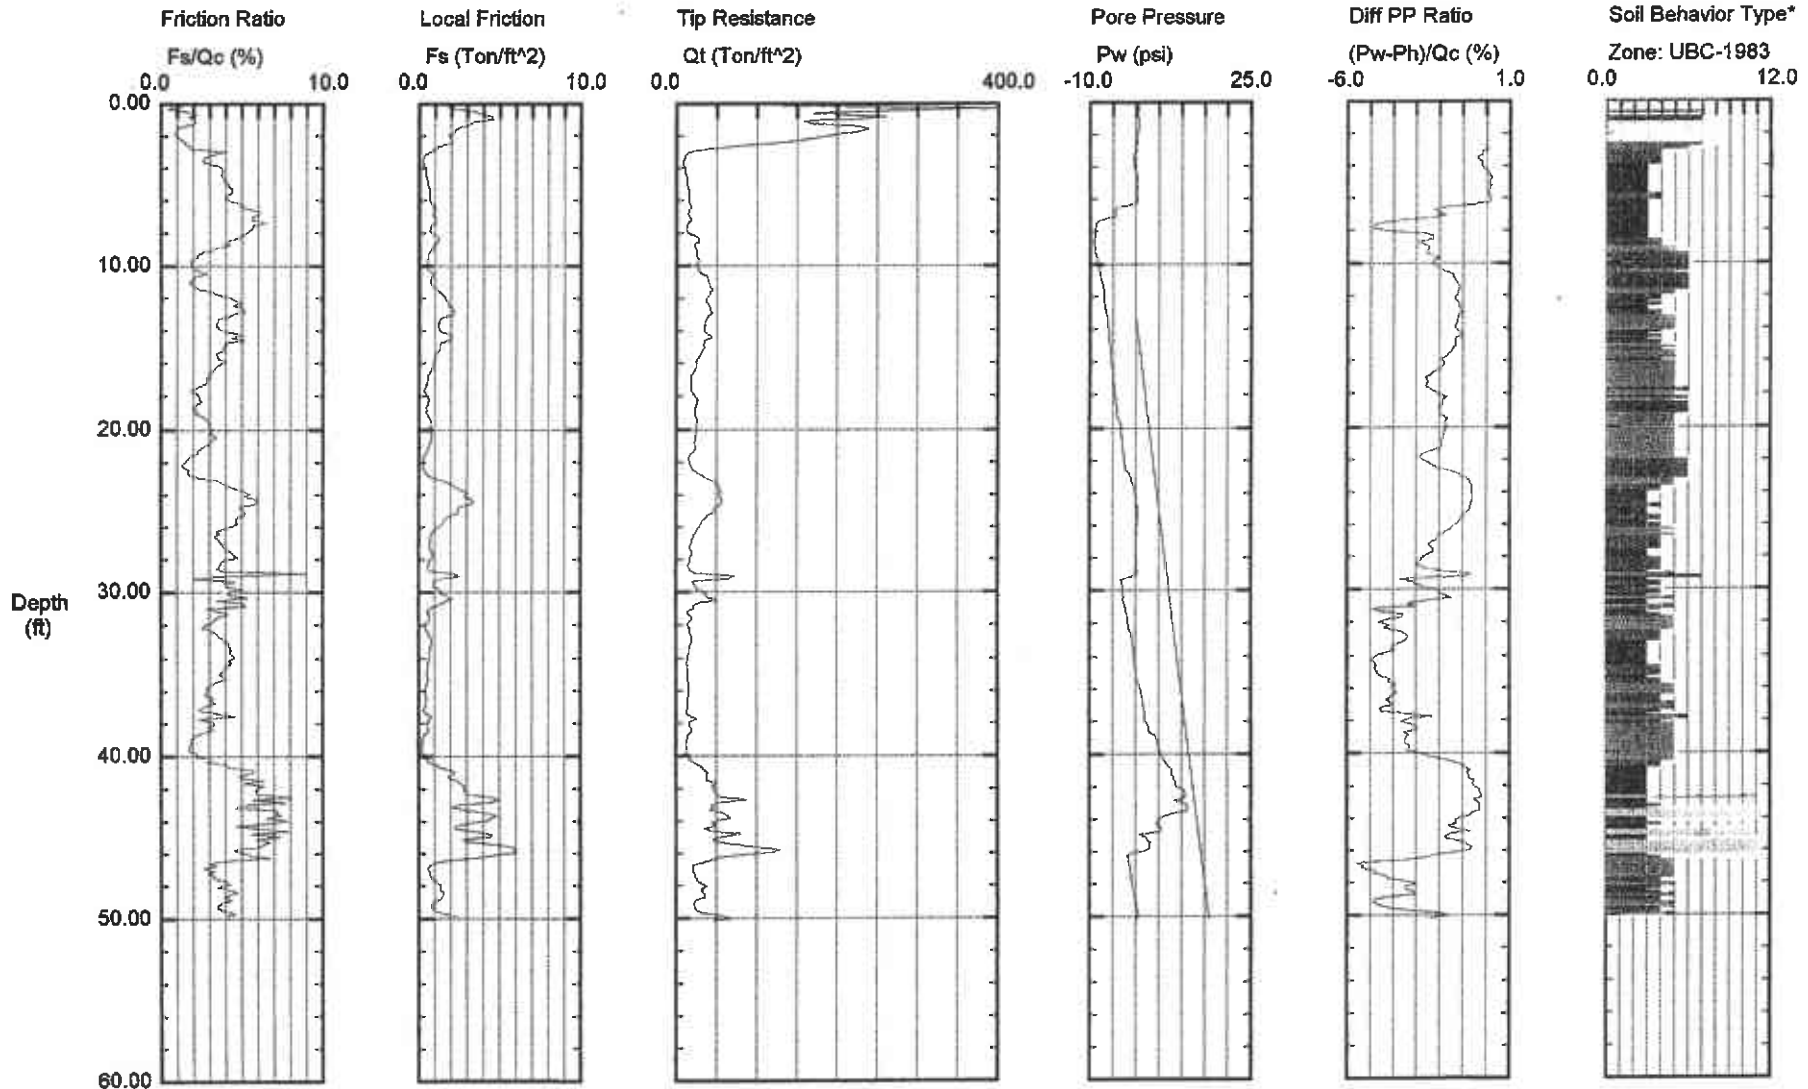 Friction Ratio
Local Friction
Tip Resistance
Pore Pressure
Diff PP Ratio
Soil Behavior Type*
Fs/Qc (%)
Fs (Ton/ft^2)
Qt (Ton/ft^2)
Pw (psi)
(Pw-Ph)/Qc (%)
Zone: UBC-1983
0.0 10.0
0.0 10.0
0.0 400.0
-10.0 25.0
-6.0 1.0
0.0 12.0
0.00
10.00
20.00
30.00
Depth
(ft)
40.00
50.00
60.00